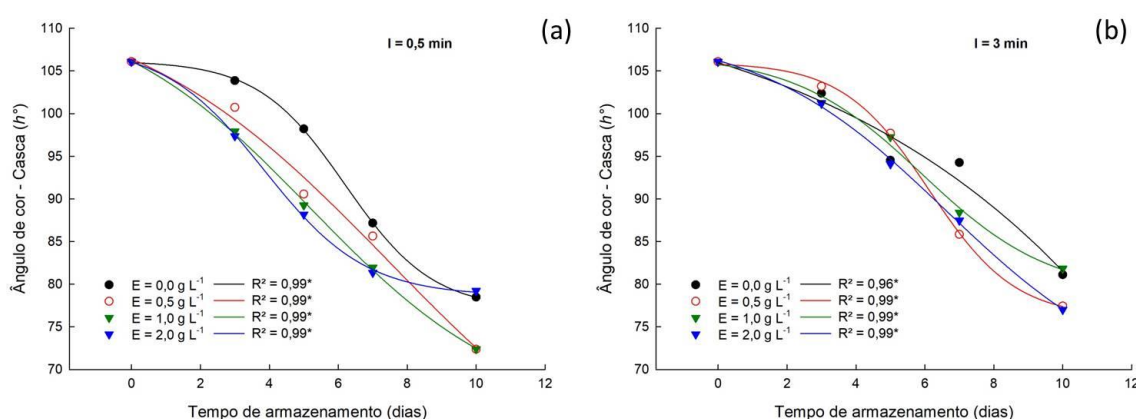 (a)
I = 0,5 min
Ângulo de cor - Casca (h°)
110
105
100
95
90
85
80
75
70
E = 0,0 g L⁻¹ R² = 0,99*
E = 0,5 g L⁻¹ R² = 0,99*
E = 1,0 g L⁻¹ R² = 0,99*
E = 2,0 g L⁻¹ R² = 0,99*
0 2 4 6 8 10 12
Tempo de armazenamento (dias)
(b)
I = 3 min
Ângulo de cor - Casca (h°)
110
105
100
95
90
85
80
75
70
E = 0,0 g L⁻¹ R² = 0,96*
E = 0,5 g L⁻¹ R² = 0,99*
E = 1,0 g L⁻¹ R² = 0,99*
E = 2,0 g L⁻¹ R² = 0,99*
0 2 4 6 8 10 12
Tempo de armazenamento (dias)